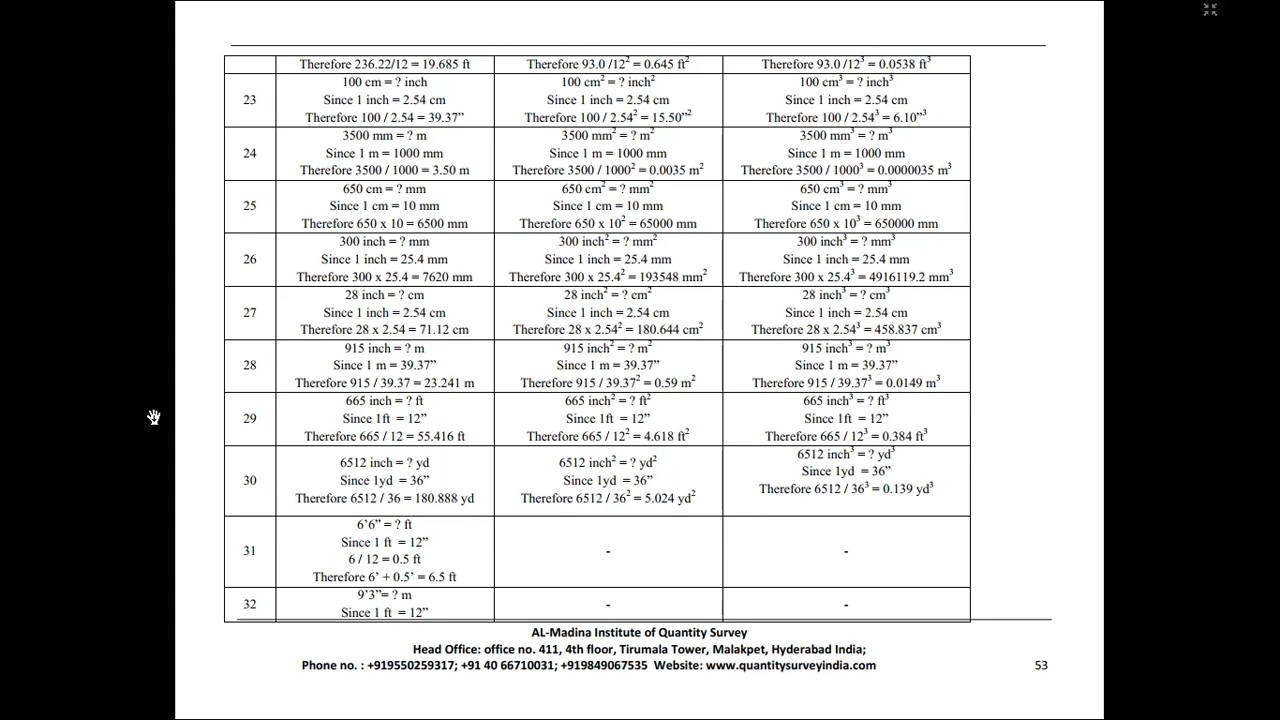 Therefore 236.22/12 = 19.685 ft Therefore 93.0 /12² = 0.645 ft² Therefore 93.0 /12³ = 0.0538 ft³
100 cm = ? inch 100 cm² = ? inch² 100 cm³ = ? inch³
23 Since 1 inch = 2.54 cm Since 1 inch = 2.54 cm Since 1 inch = 2.54 cm
Therefore 100 / 2.54 = 39.37” Therefore 100 / 2.54² = 15.50”² Therefore 100 / 2.54³ = 6.10”³
3500 mm = ? m 3500 mm² = ? m² 3500 mm³ = ? m³
24 Since 1 m = 1000 mm Since 1 m = 1000 mm Since 1 m = 1000 mm
Therefore 3500 / 1000 = 3.50 m Therefore 3500 / 1000² = 0.0035 m² Therefore 3500 / 1000³ = 0.0000035 m³
650 cm = ? mm 650 cm² = ? mm² 650 cm³ = ? mm³
25 Since 1 cm = 10 mm Since 1 cm = 10 mm Since 1 cm = 10 mm
Therefore 650 x 10 = 6500 mm Therefore 650 x 10² = 65000 mm Therefore 650 x 10³ = 650000 mm
300 inch = ? mm 300 inch² = ? mm² 300 inch³ = ? mm³
26 Since 1 inch = 25.4 mm Since 1 inch = 25.4 mm Since 1 inch = 25.4 mm
Therefore 300 x 25.4 = 7620 mm Therefore 300 x 25.4² = 193548 mm² Therefore 300 x 25.4³ = 4916119.2 mm³
28 inch = ? cm 28 inch² = ? cm² 28 inch³ = ? cm³
27 Since 1 inch = 2.54 cm Since 1 inch = 2.54 cm Since 1 inch = 2.54 cm
Therefore 28 x 2.54 = 71.12 cm Therefore 28 x 2.54² = 180.644 cm² Therefore 28 x 2.54³ = 458.837 cm³
915 inch = ? m 915 inch² = ? m² 915 inch³ = ? m³
28 Since 1 m = 39.37” Since 1 m = 39.37” Since 1 m = 39.37”
Therefore 915 / 39.37 = 23.241 m Therefore 915 / 39.37² = 0.59 m² Therefore 915 / 39.37³ = 0.0149 m³
665 inch = ? ft 665 inch² = ? ft² 665 inch³ = ? ft³
29 Since 1ft = 12” Since 1ft = 12” Since 1ft = 12”
Therefore 665 / 12 = 55.416 ft Therefore 665 / 12² = 4.618 ft² Therefore 665 / 12³ = 0.384 ft³
6512 inch = ? yd 6512 inch² = ? yd² 6512 inch³ = ? yd³
30 Since 1yd = 36” Since 1yd = 36” Since 1yd = 36”
Therefore 6512 / 36 = 180.888 yd Therefore 6512 / 36² = 5.024 yd² Therefore 6512 / 36³ = 0.139 yd³
6’6” = ? ft
Since 1 ft = 12”
31 6 / 12 = 0.5 ft - -
Therefore 6’ + 0.5’ = 6.5 ft
32 9’3”= ? m - -
Since 1 ft = 12”
AL-Madina Institute of Quantity Survey
Head Office: office no. 411, 4th floor, Tirumala Tower, Malakpet, Hyderabad India;
Phone no. : +919550259317; +91 40 66710031; +919849067535 Website: www.quantitysurveyindia.com 53